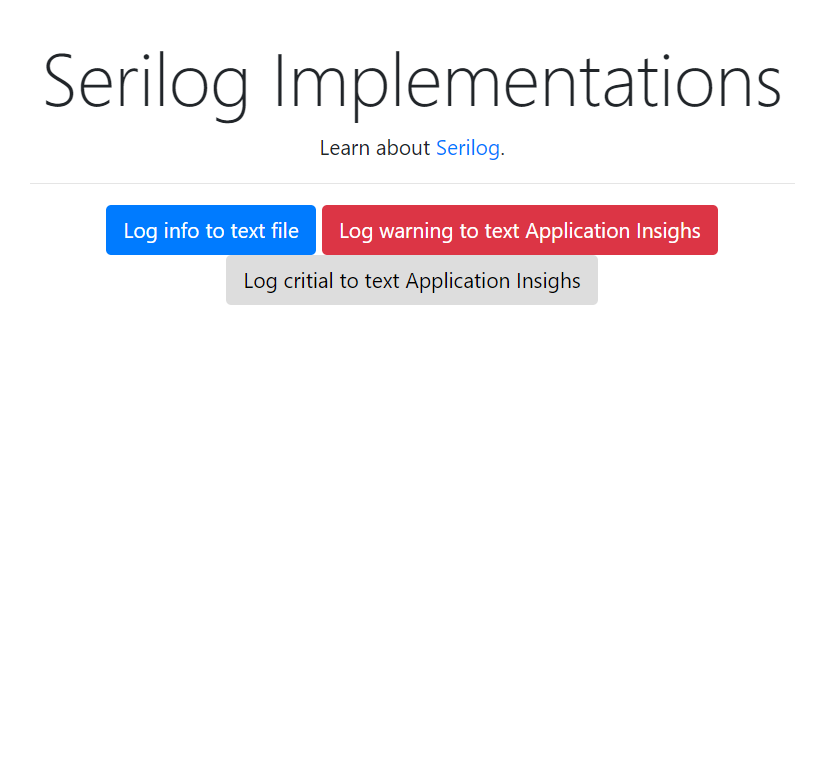 Serilog Implementations
Learn about Serilog.
Log info to text file Log warning to text Application Insighs
Log critial to text Application Insighs